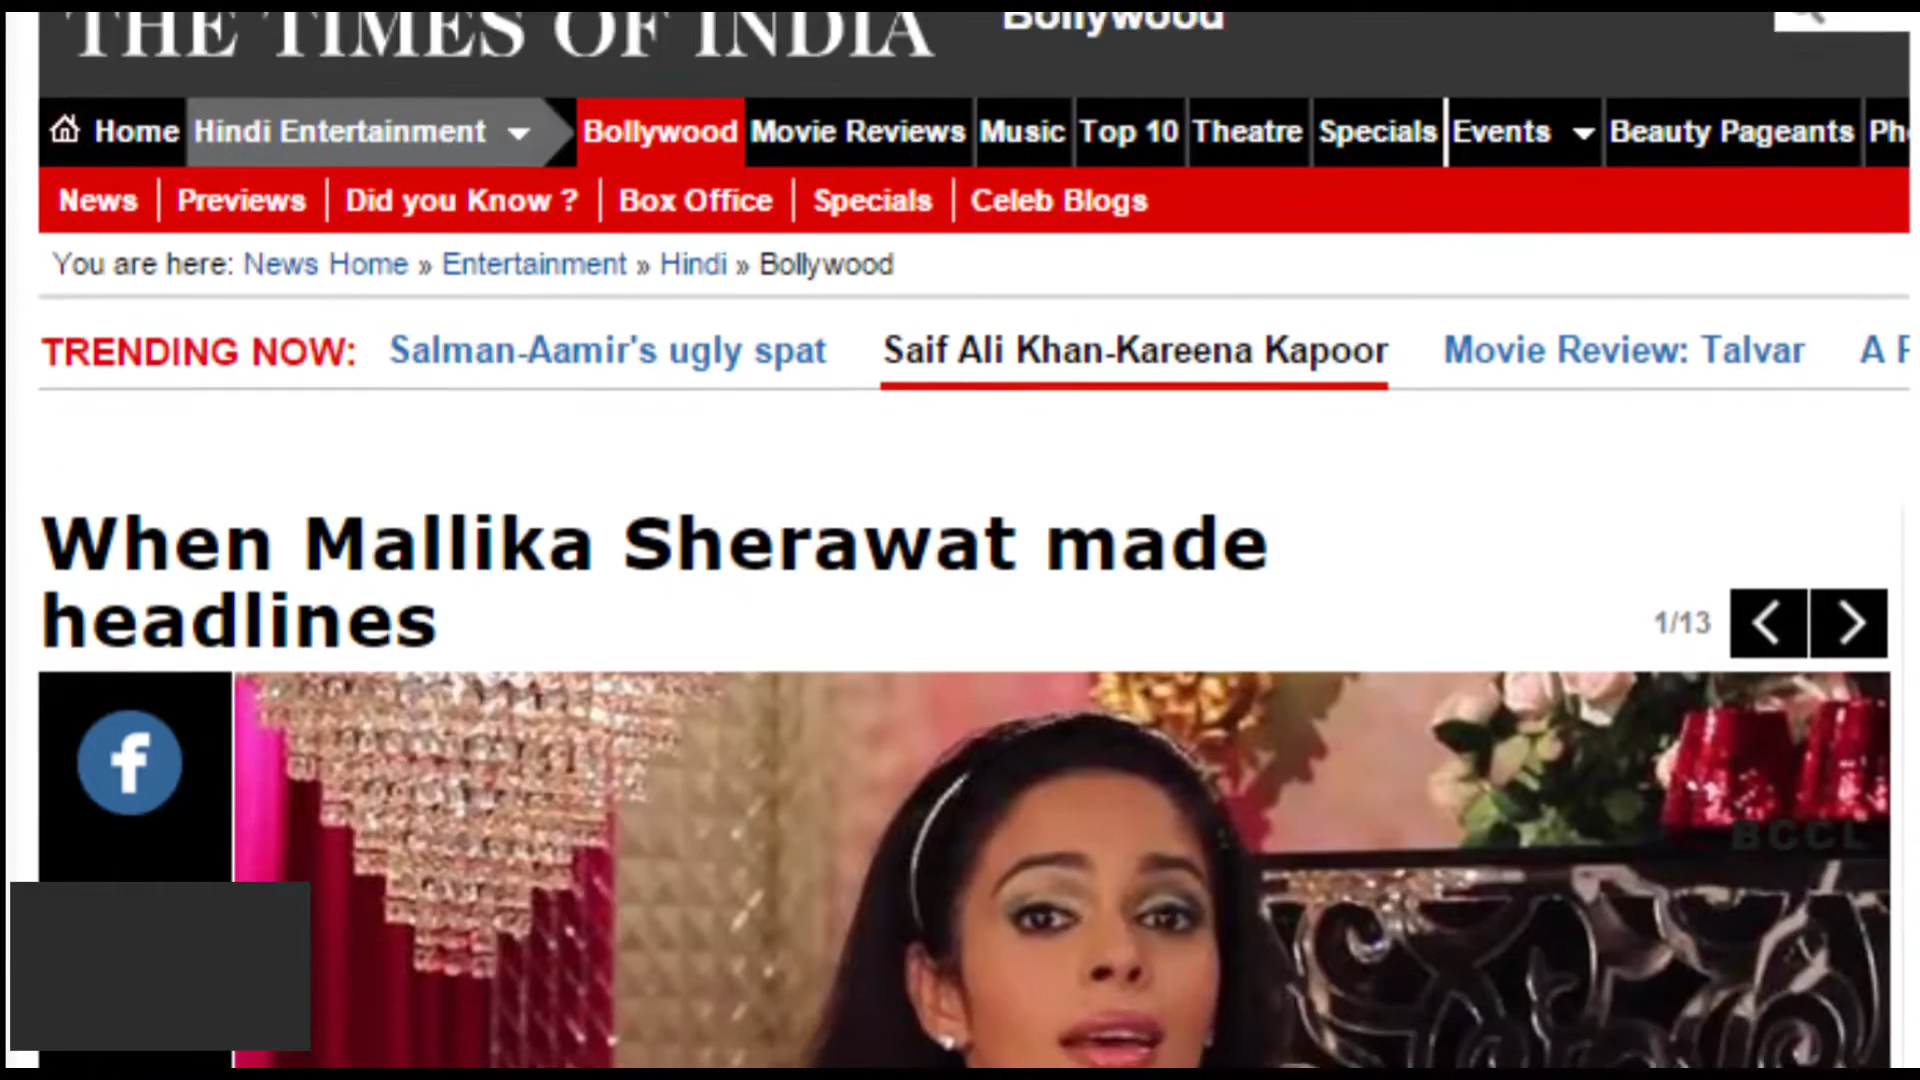 THE TIMES OF INDIA
Bollywood
Home Hindi Entertainment Bollywood Movie Reviews Music Top 10 Theatre Specials Events Beauty Pageants
News Previews Did you Know ? Box Office Specials Celeb Blogs
You are here: News Home » Entertainment » Hindi » Bollywood
TRENDING NOW: Salman-Aamir's ugly spat Saif Ali Khan-Kareena Kapoor Movie Review: Talvar A
When Mallika Sherawat made
headlines
1/13
f
BCCL